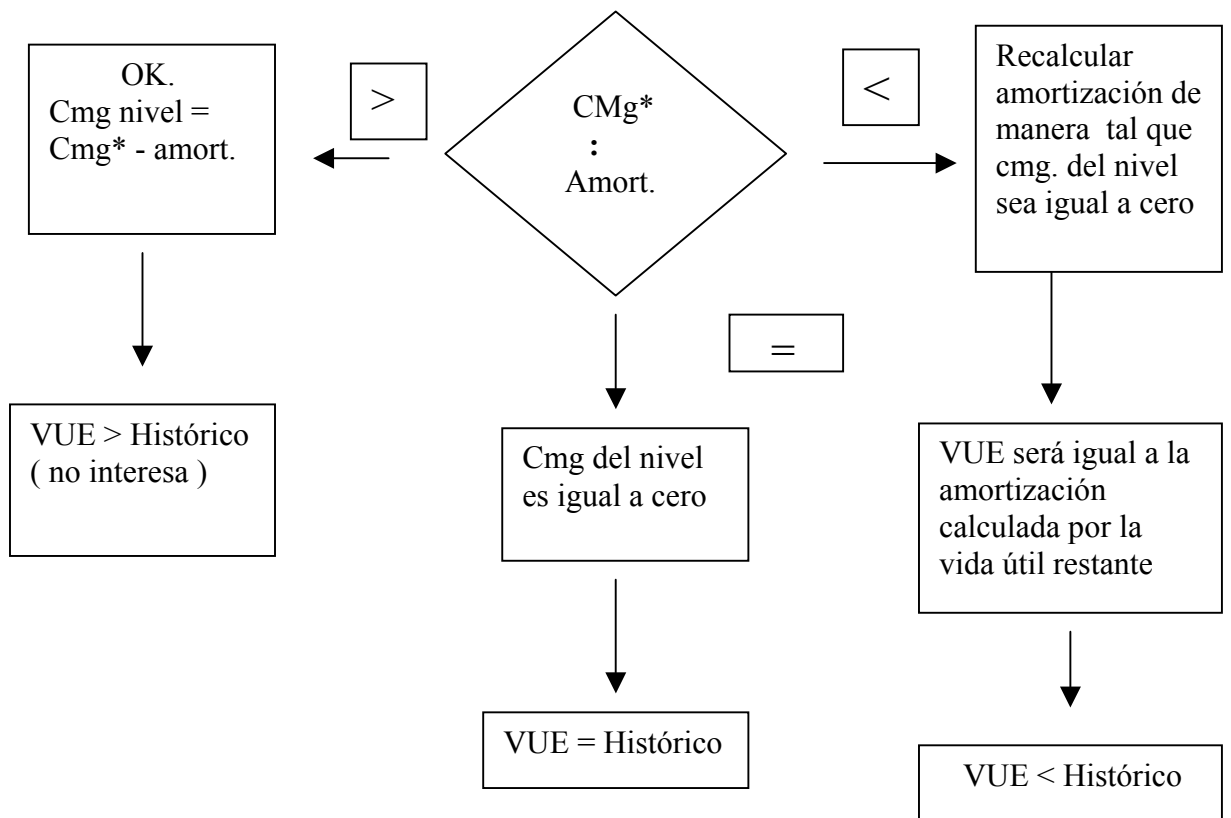 OK.
Cmg nivel =
Cmg* - amort.
>
CMg*
:
Amort.
<
Recalcular
amortización de
manera tal que
cmg. del nivel
sea igual a cero
=
VUE > Histórico
( no interesa )
Cmg del nivel
es igual a cero
VUE será igual a la
amortización
calculada por la
vida útil restante
VUE = Histórico
VUE < Histórico